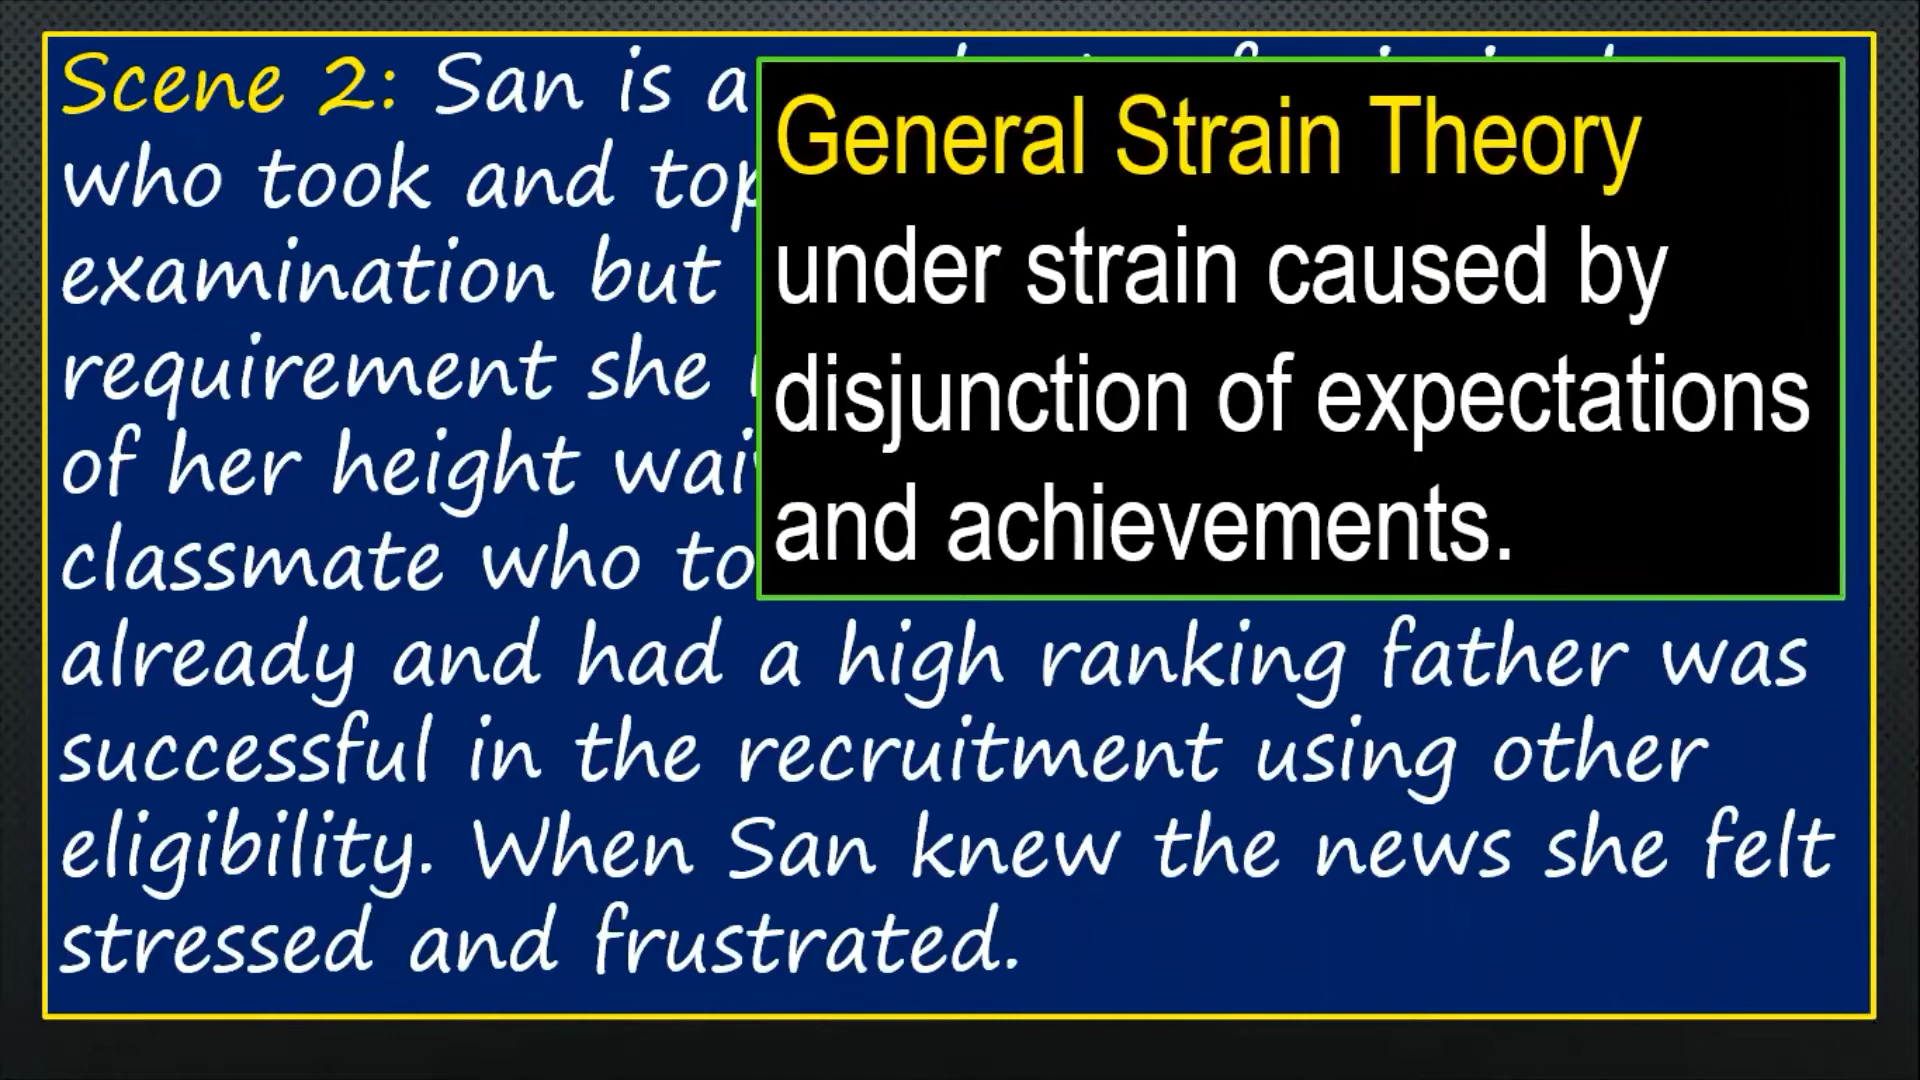 Scene 2: San is a
who took and top
examination but
requirement she
of her height wai
classmate who to
already and had a high ranking father was
successful in the recruitment using other
eligibility. When San knew the news she felt
stressed and frustrated.
General Strain Theory
under strain caused by
disjunction of expectations
and achievements.